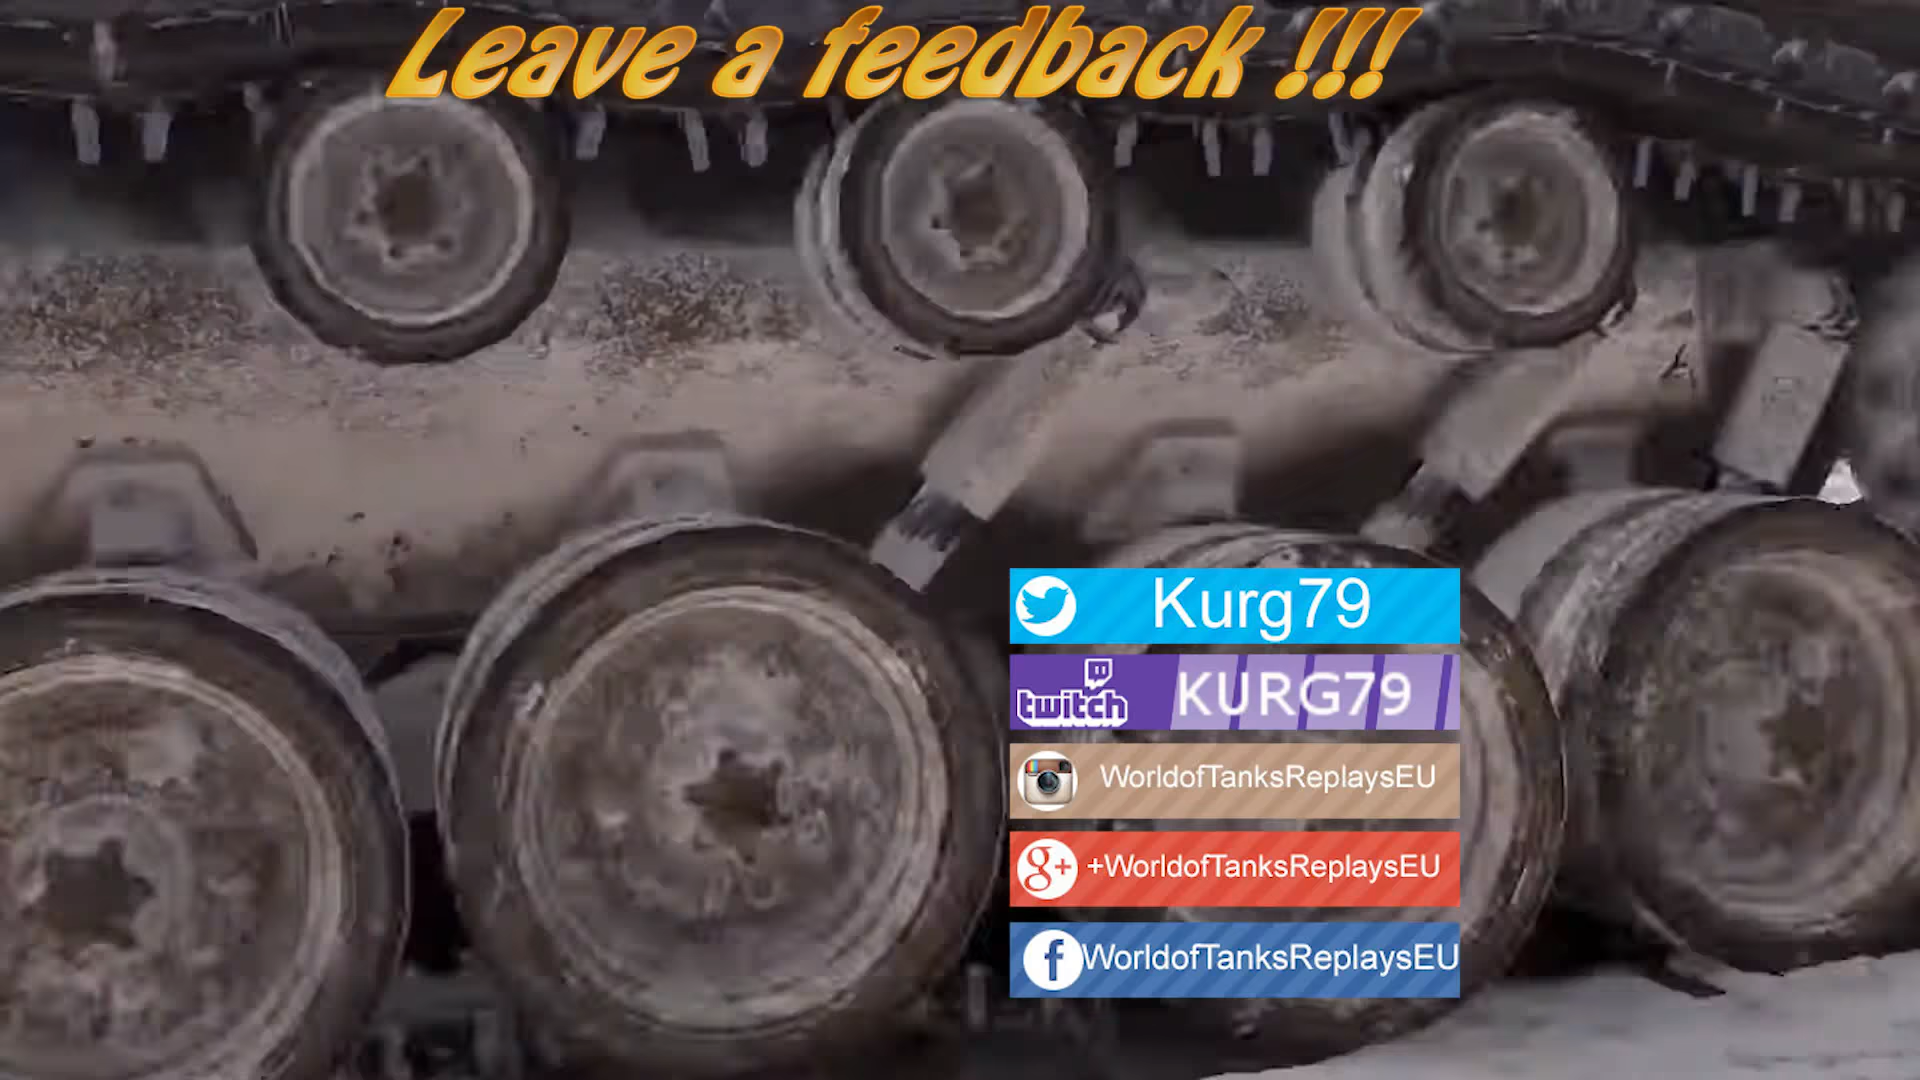 Leave a feedback !!!
Kurg79
twitch KURG79
WorldofTanksReplaysEU
g+ +WorldofTanksReplaysEU
f WorldofTanksReplaysEU